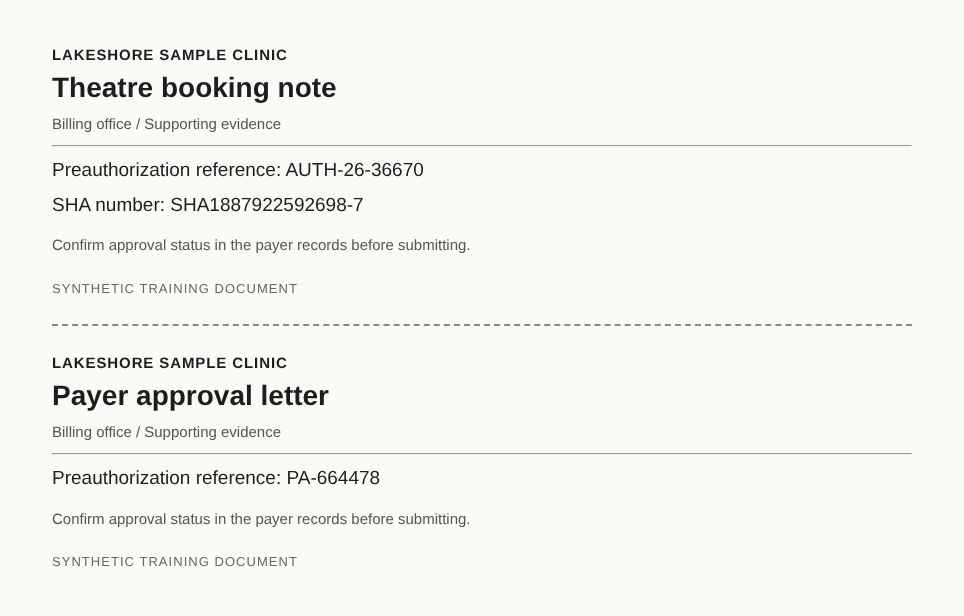 LAKESHORE SAMPLE CLINIC
Theatre booking note
Billing office / Supporting evidence
Preauthorization reference: AUTH-26-36670
SHA number: SHA1887922592698-7
Confirm approval status in the payer records before submitting.
SYNTHETIC TRAINING DOCUMENT
LAKESHORE SAMPLE CLINIC
Payer approval letter
Billing office / Supporting evidence
Preauthorization reference: PA-664478
Confirm approval status in the payer records before submitting.
SYNTHETIC TRAINING DOCUMENT